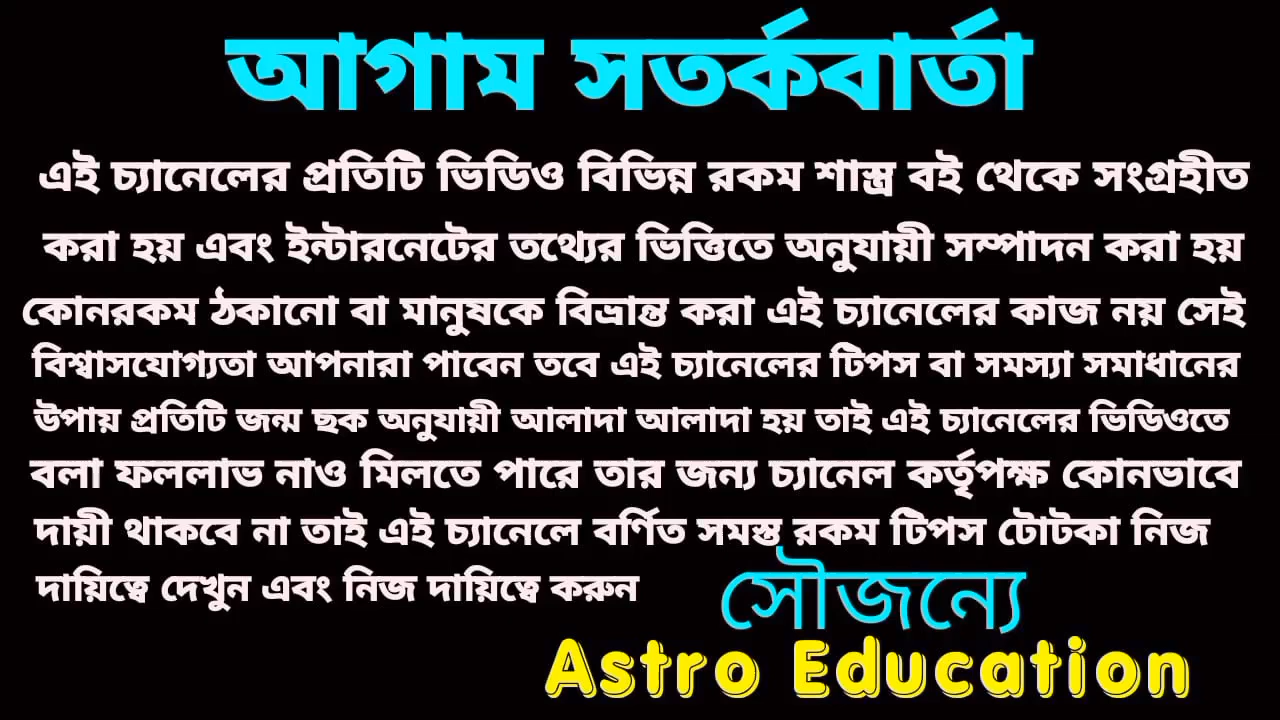 আগাম সতর্কবার্তা
এই চ্যানেলের প্রতিটি ভিডিও বিভিন্ন রকম শাস্ত্র বই থেকে সংগ্রহীত
করা হয় এবং ইন্টারনেটের তথ্যের ভিত্তিতে অনুযায়ী সম্পাদন করা হয়
কোনরকম ঠকানো বা মানুষকে বিভ্রান্ত করা এই চ্যানেলের কাজ নয় সেই
বিশ্বাসযোগ্যতা আপনারা পাবেন তবে এই চ্যানেলের টিপস বা সমস্যা সমাধানের
উপায় প্রতিটি জন্ম ছক অনুযায়ী আলাদা আলাদা হয় তাই এই চ্যানেলের ভিডিওতে
বলা ফললাভ নাও মিলতে পারে তার জন্য চ্যানেল কর্তৃপক্ষ কোনভাবে
দায়ী থাকবে না তাই এই চ্যানেলে বর্ণিত সমস্ত রকম টিপস টোটকা নিজ
দায়িত্বে দেখুন এবং নিজ দায়িত্বে করুন
সৌজন্যে
Astro Education